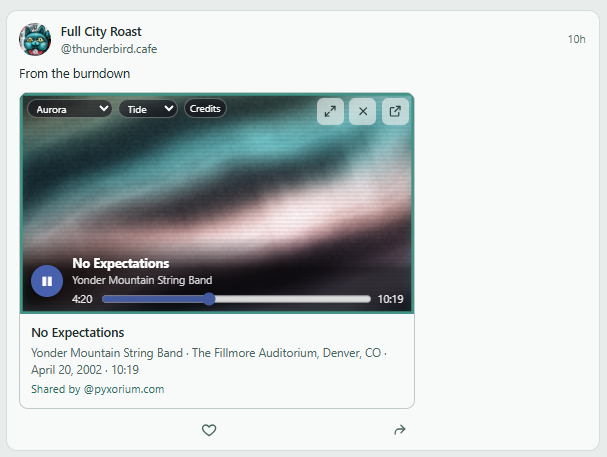 Full City Roast
@thunderbird.cafe
10h
From the burndown
Aurora
Tide
Credits
No Expectations
Yonder Mountain String Band
4:20
10:19
No Expectations
Yonder Mountain String Band · The Fillmore Auditorium, Denver, CO ·
April 20, 2002 · 10:19
Shared by @pyxorium.com